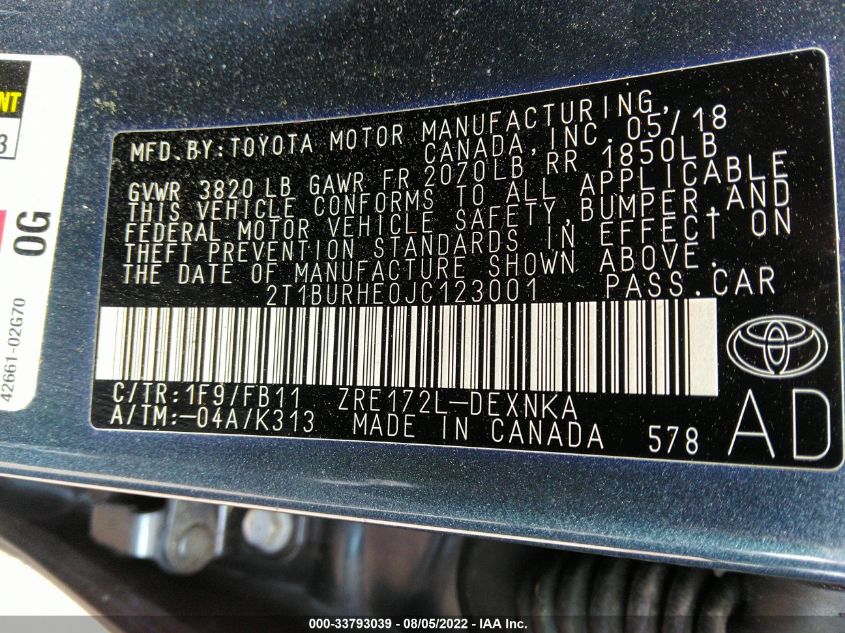 NT
3
0G
42661-02G70
MFD.BY:TOYOTA MOTOR MANUFACTURING,
CANADA,INC.05/18
GVWR 3820 LB GAWR FR 2070LB RR 1850LB
THIS VEHICLE CONFORMS TO ALL APPLICABLE
FEDERAL MOTOR VEHICLE SAFETY,BUMPER,AND
THEFT PREVENTION STANDARDS IN EFFECT ON
THE DATE OF MANUFACTURE SHOWN ABOVE.
2T1BURHE0JC123001 PASS.CAR
C/TR:1F9/FB11 ZRE172L-DEXNKA
A/TM:-04A/K313 MADE IN CANADA 578
AD
000-33793039 - 08/05/2022 - IAA Inc.